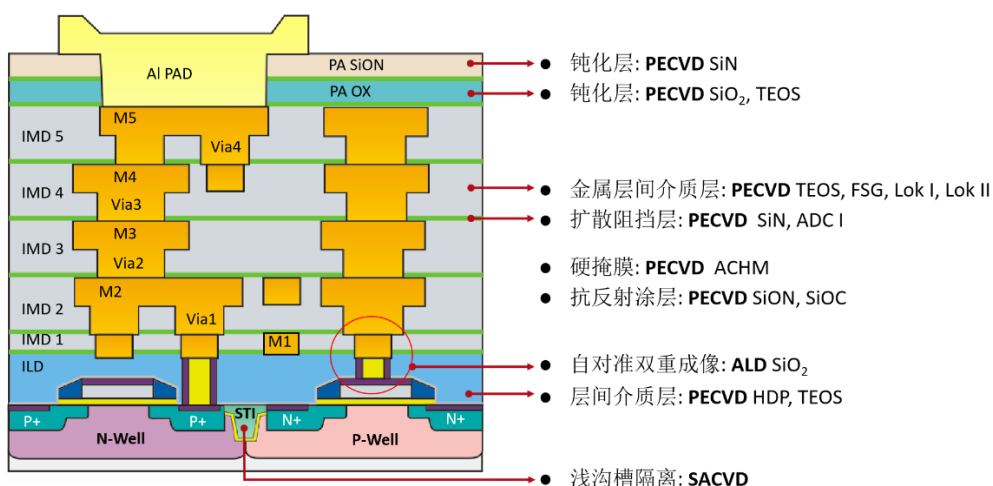 Al PAD
PA SiON
PA OX
IMD 5
M5
Via4
IMD 4
M4
Via3
IMD 3
M3
Via2
IMD 2
M2
Via1
IMD 1
M1
ILD
P+
P+
STI
N+
N+
N-Well
P-Well
● 钝化层: PECVD SiN
● 钝化层: PECVD SiO₂, TEOS
● 金属层间介质层: PECVD TEOS, FSG, Lok I, Lok II
● 扩散阻挡层: PECVD SiN, ADC I
● 硬掩膜: PECVD ACHM
● 抗反射涂层: PECVD SiON, SiOC
● 自对准双重成像: ALD SiO₂
● 层间介质层: PECVD HDP, TEOS
● 浅沟槽隔离: SACVD